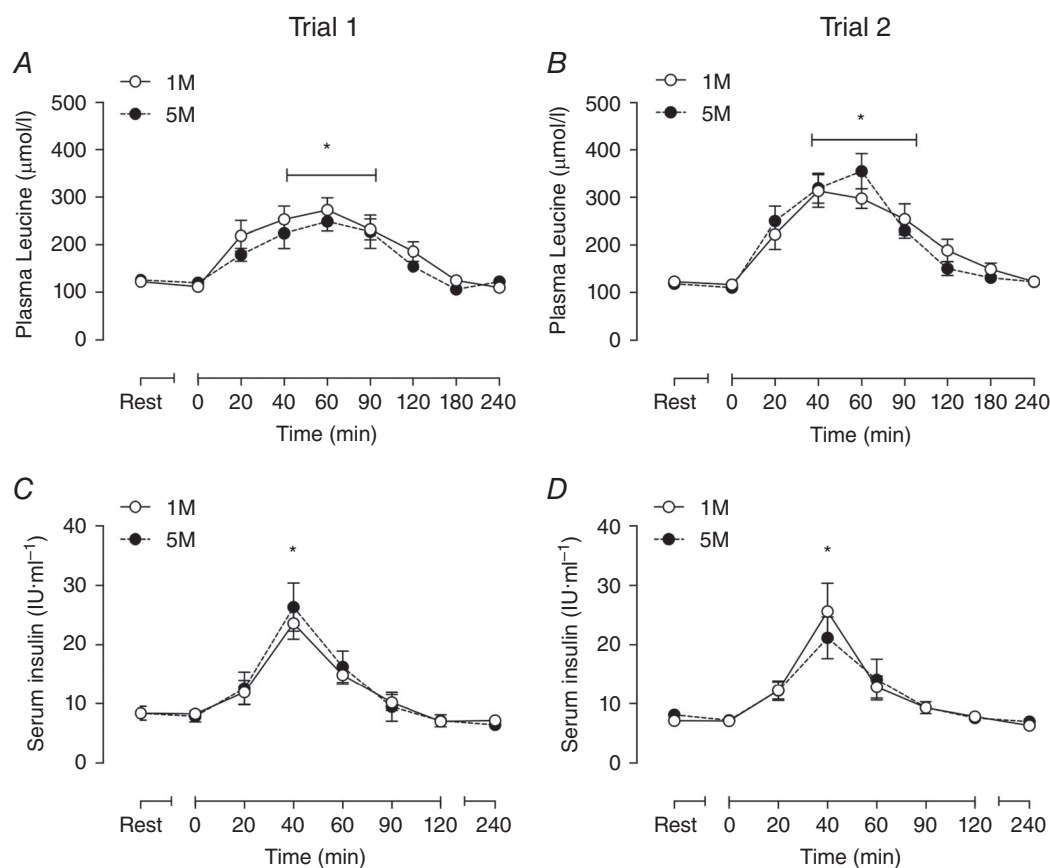 Trial 1
Trial 2
A
1M
5M
Plasma Leucine (μmol/l)
500
400
300
200
100
0
*
Rest 0 20 40 60 90 120 180 240
Time (min)
B
1M
5M
Plasma Leucine (μmol/l)
500
400
300
200
100
0
*
Rest 0 20 40 60 90 120 180 240
Time (min)
C
1M
5M
Serum insulin (IU·ml⁻¹)
40
30
20
10
0
*
Rest 0 20 40 60 90 120 240
Time (min)
D
1M
5M
Serum insulin (IU·ml⁻¹)
40
30
20
10
0
*
Rest 0 20 40 60 90 120 240
Time (min)